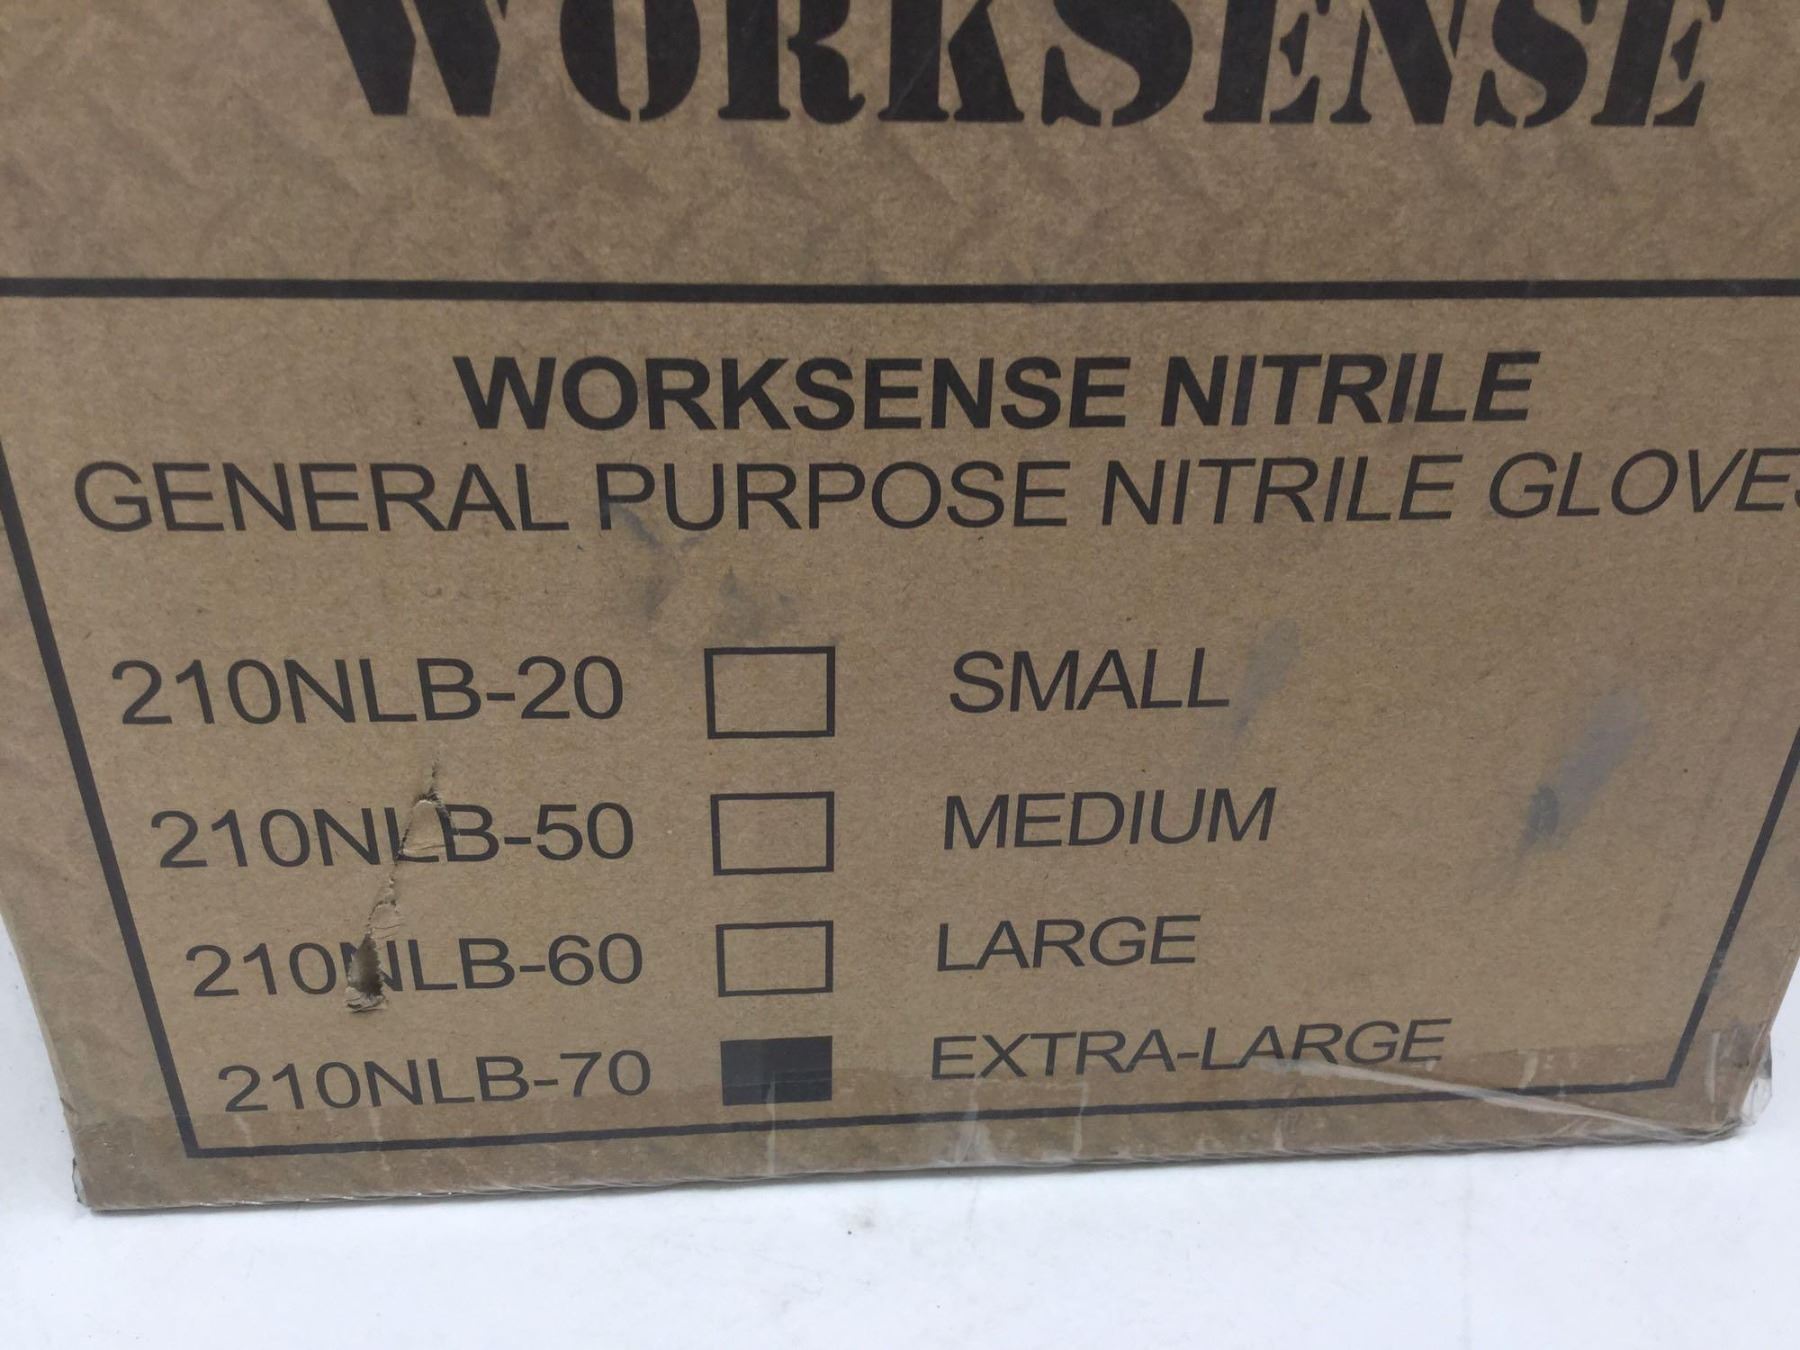 WORKSENSE
WORKSENSE NITRILE
GENERAL PURPOSE NITRILE GLOVES
210NLB-20 SMALL
210NLB-50 MEDIUM
210NLB-60 LARGE
210NLB-70 EXTRA-LARGE